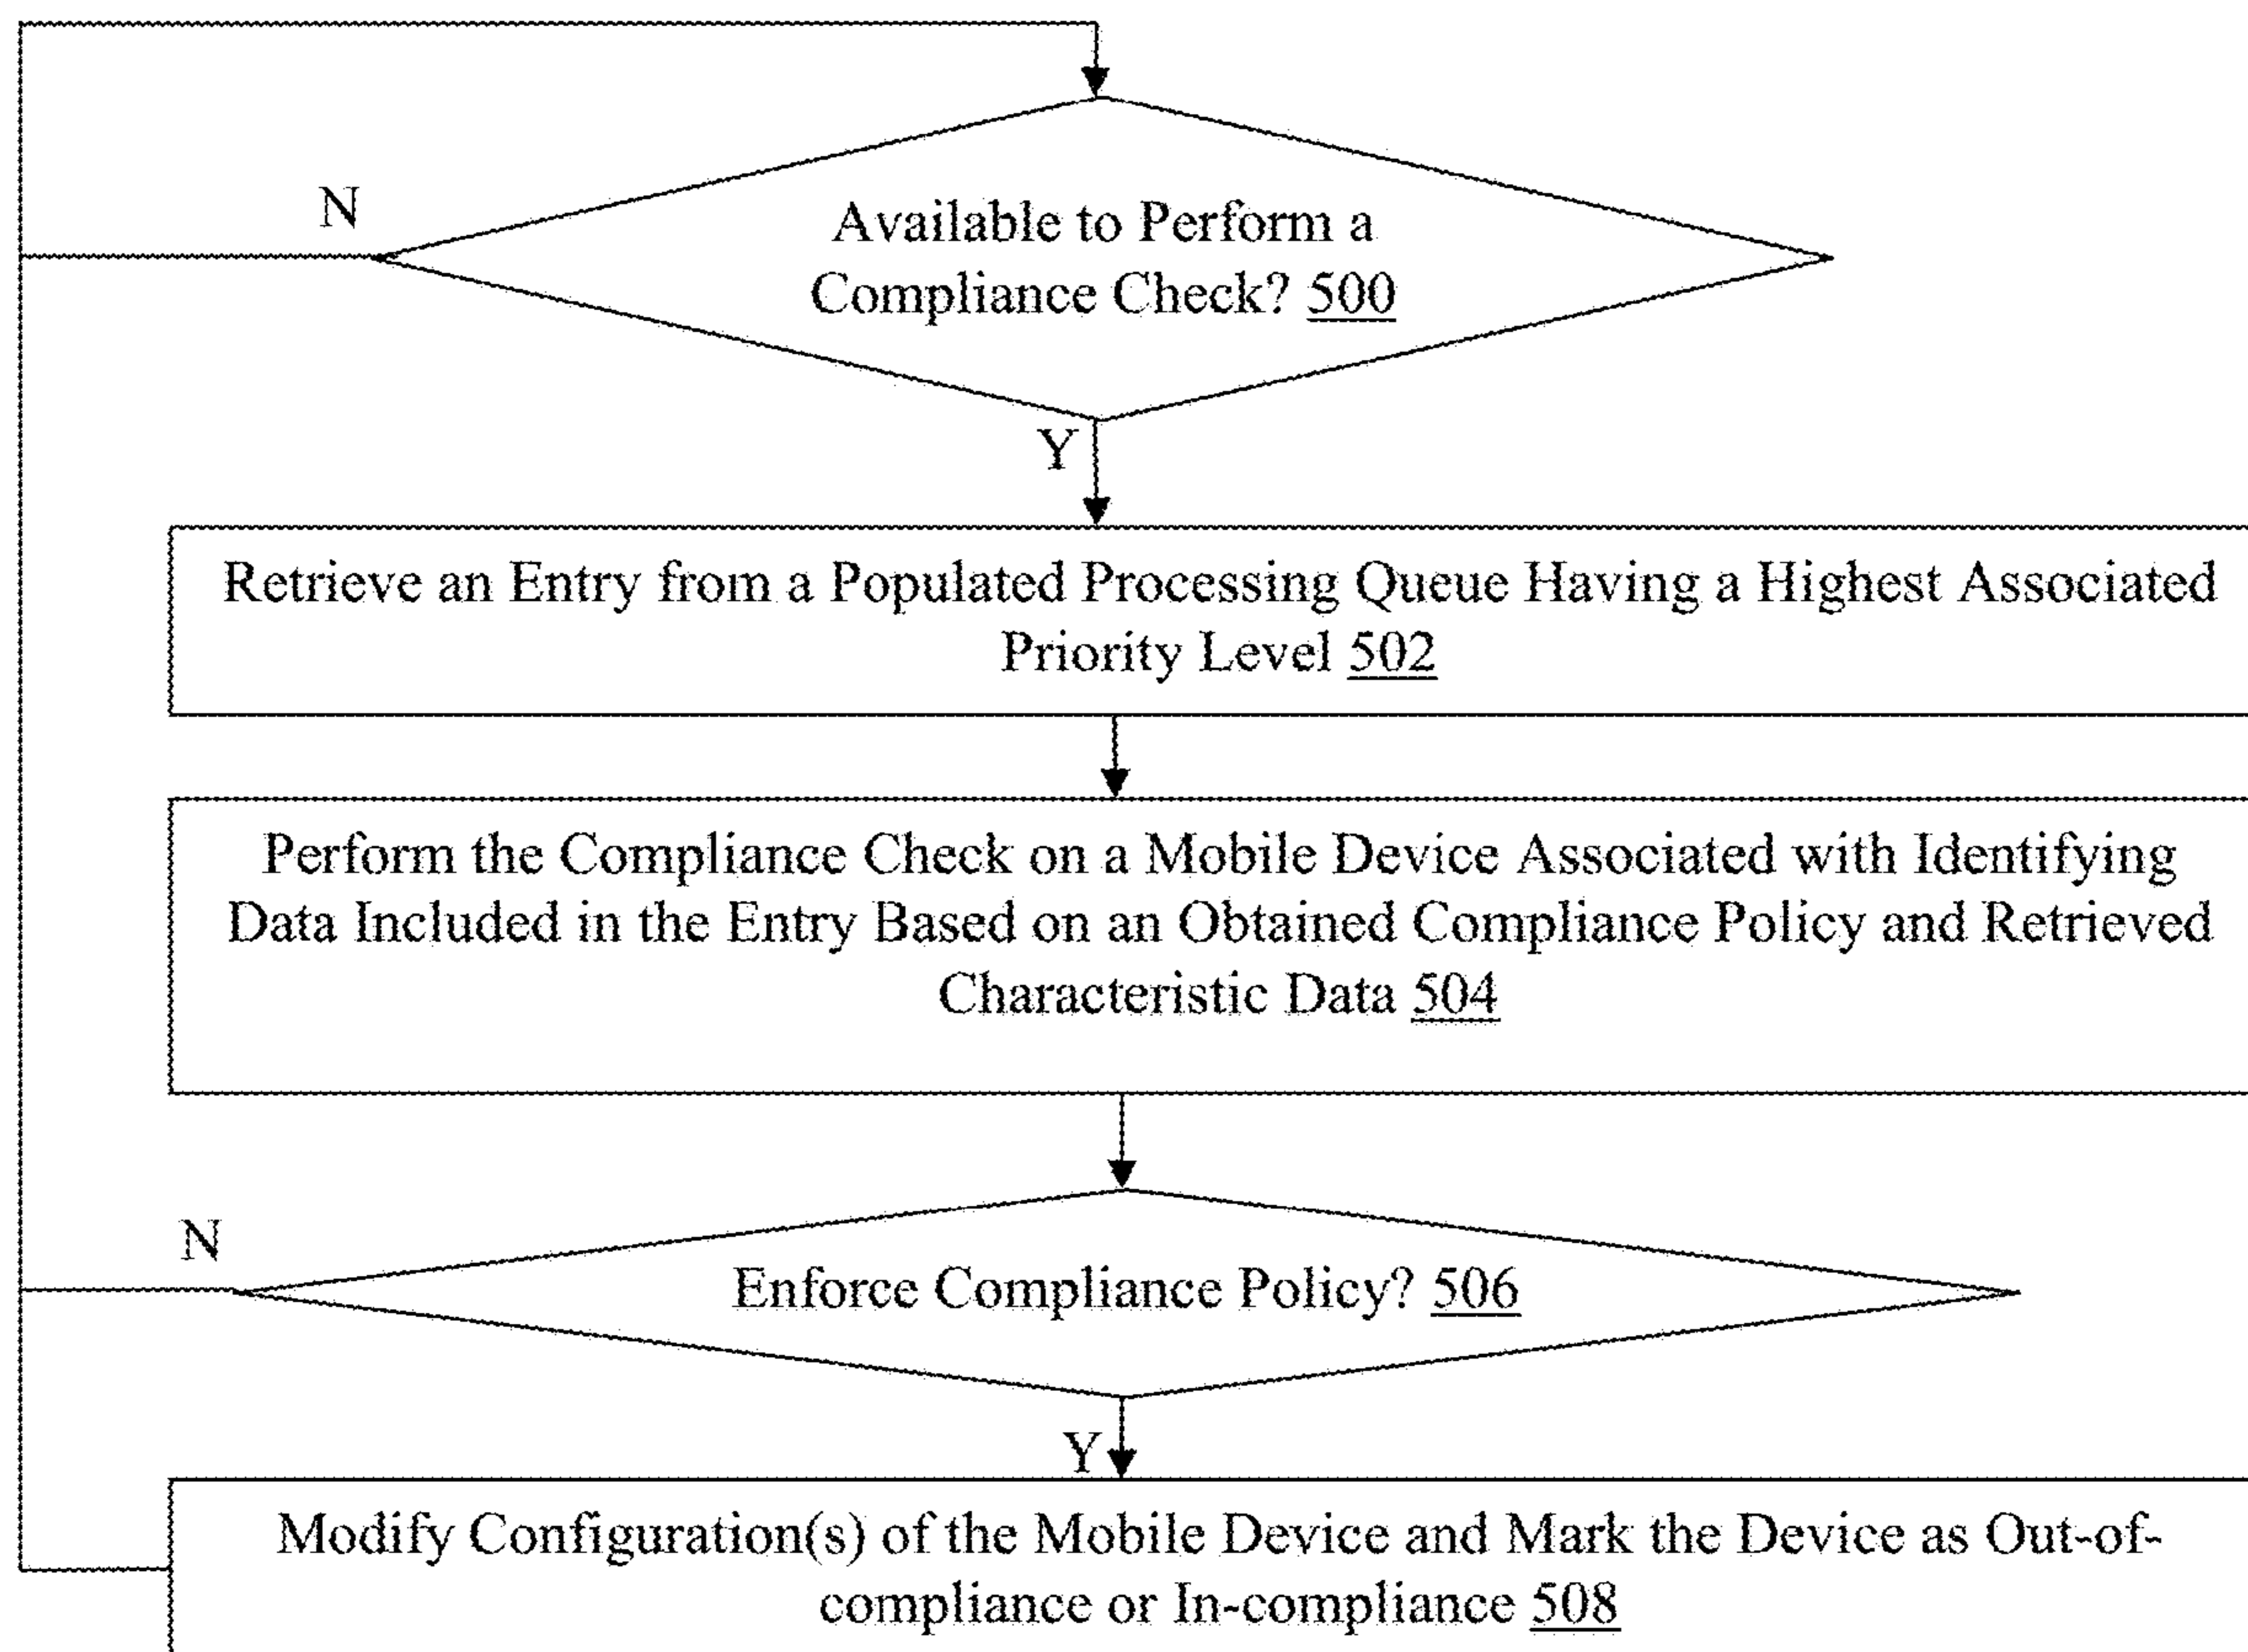 N
Available to Perform a
Compliance Check? 500
Y
Retrieve an Entry from a Populated Processing Queue Having a Highest Associated
Priority Level 502
Perform the Compliance Check on a Mobile Device Associated with Identifying
Data Included in the Entry Based on an Obtained Compliance Policy and Retrieved
Characteristic Data 504
N
Enforce Compliance Policy? 506
Y
Modify Configuration(s) of the Mobile Device and Mark the Device as Out-of-
compliance or In-compliance 508